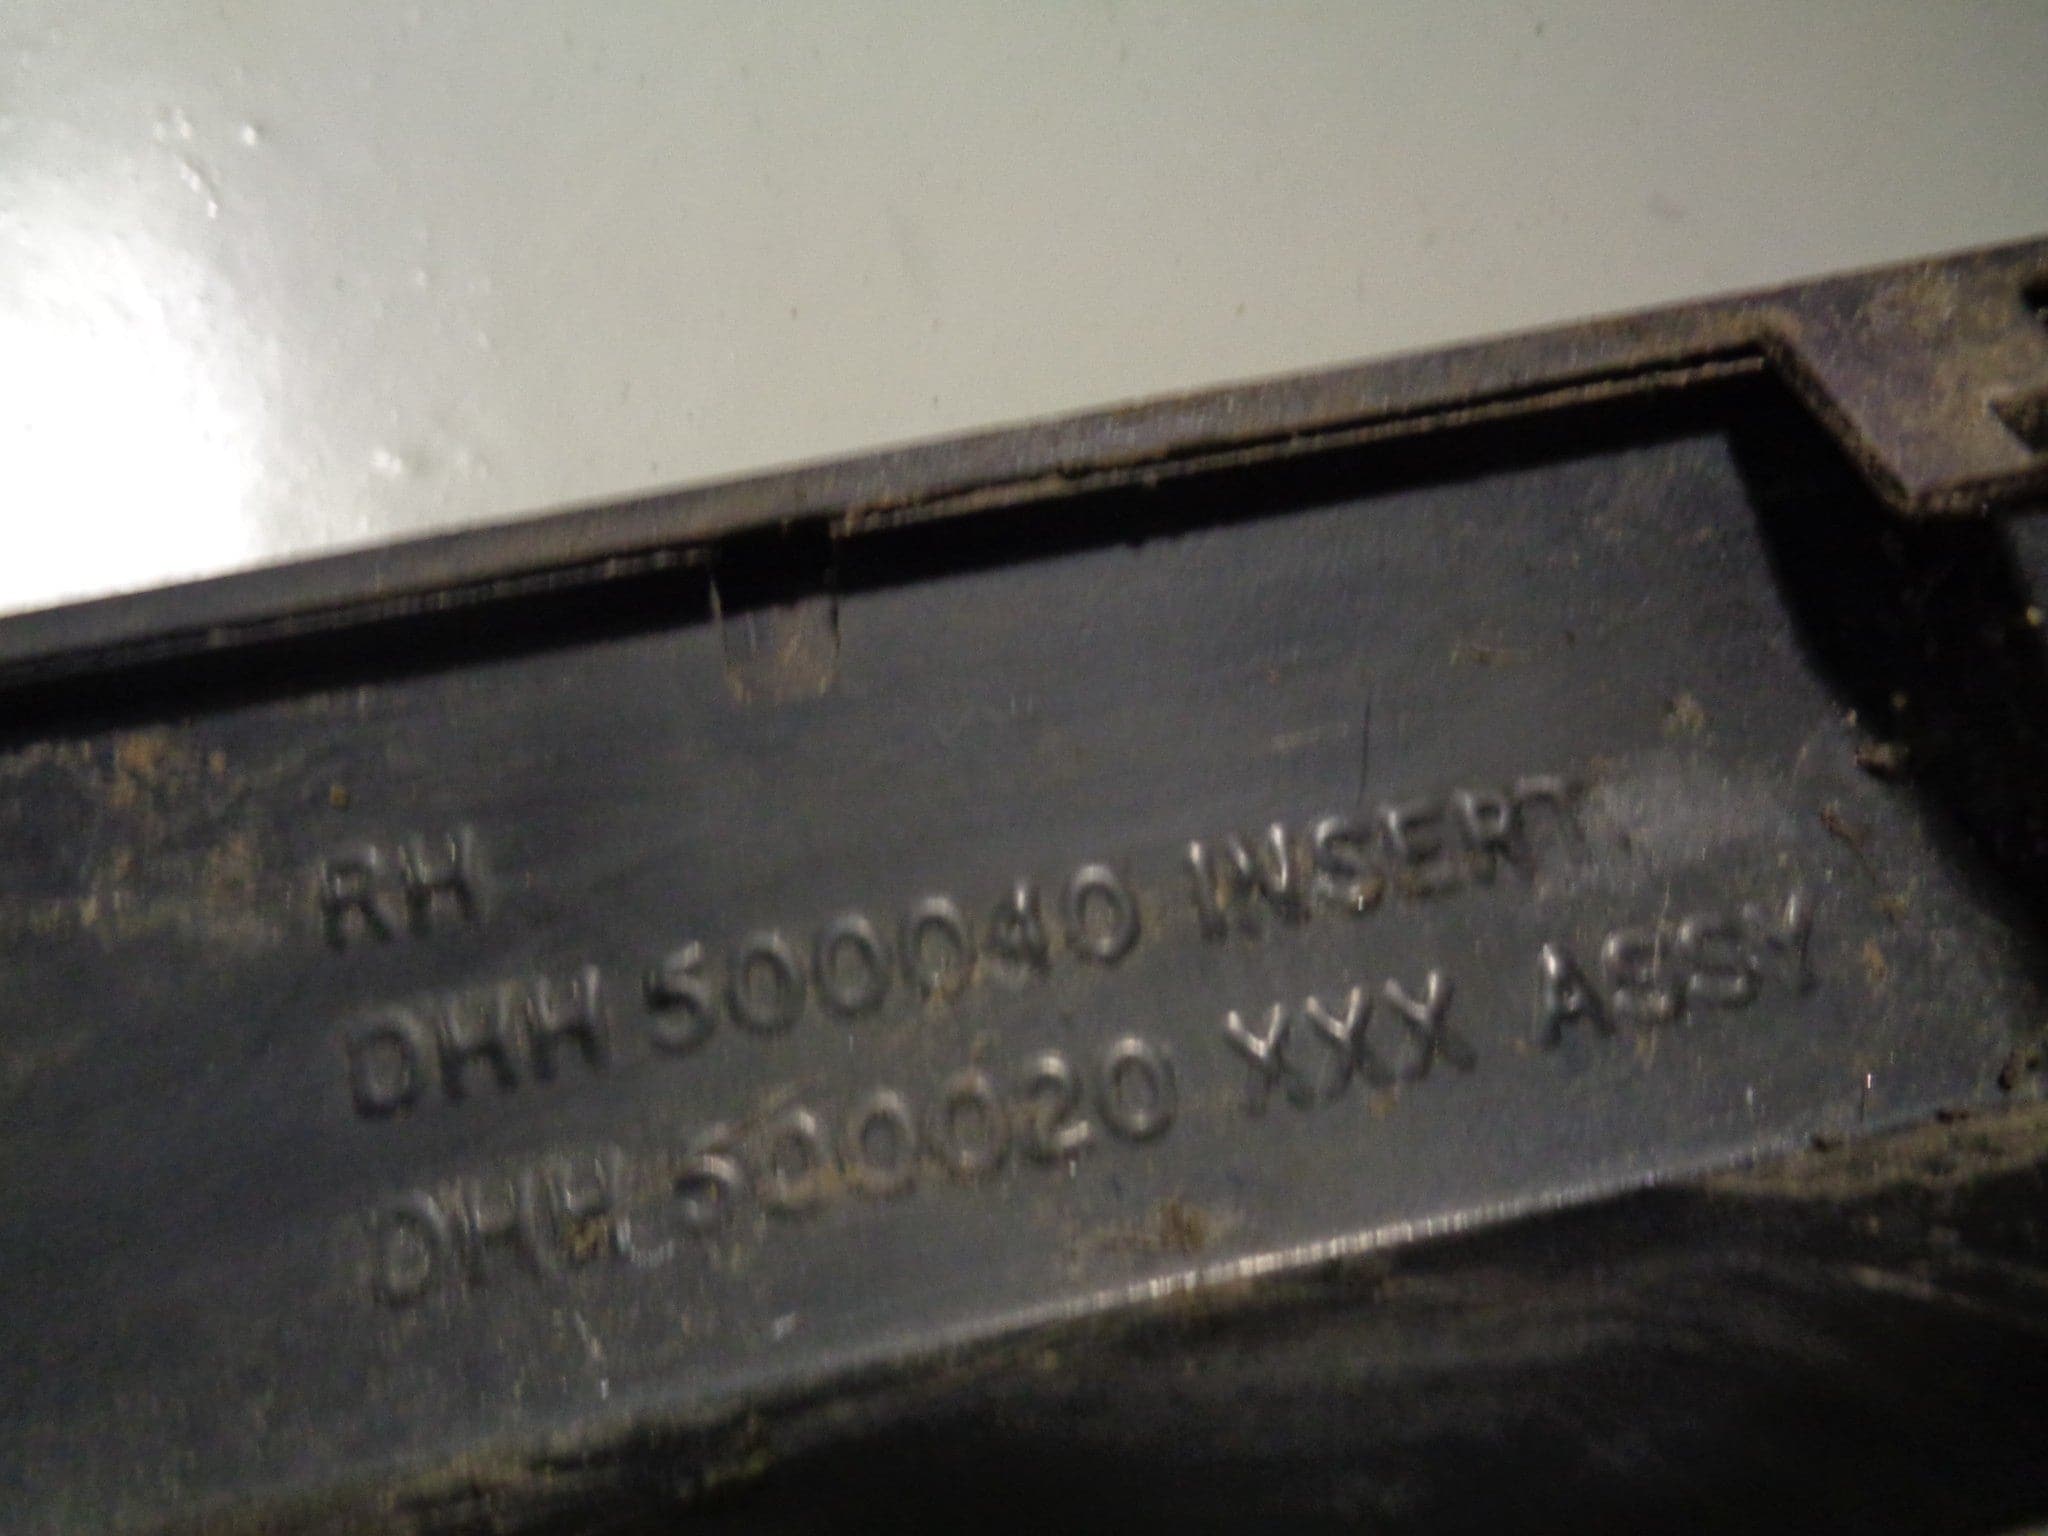 RH
DHH 500040 INSERT
DHH 500020 XXX ASSY